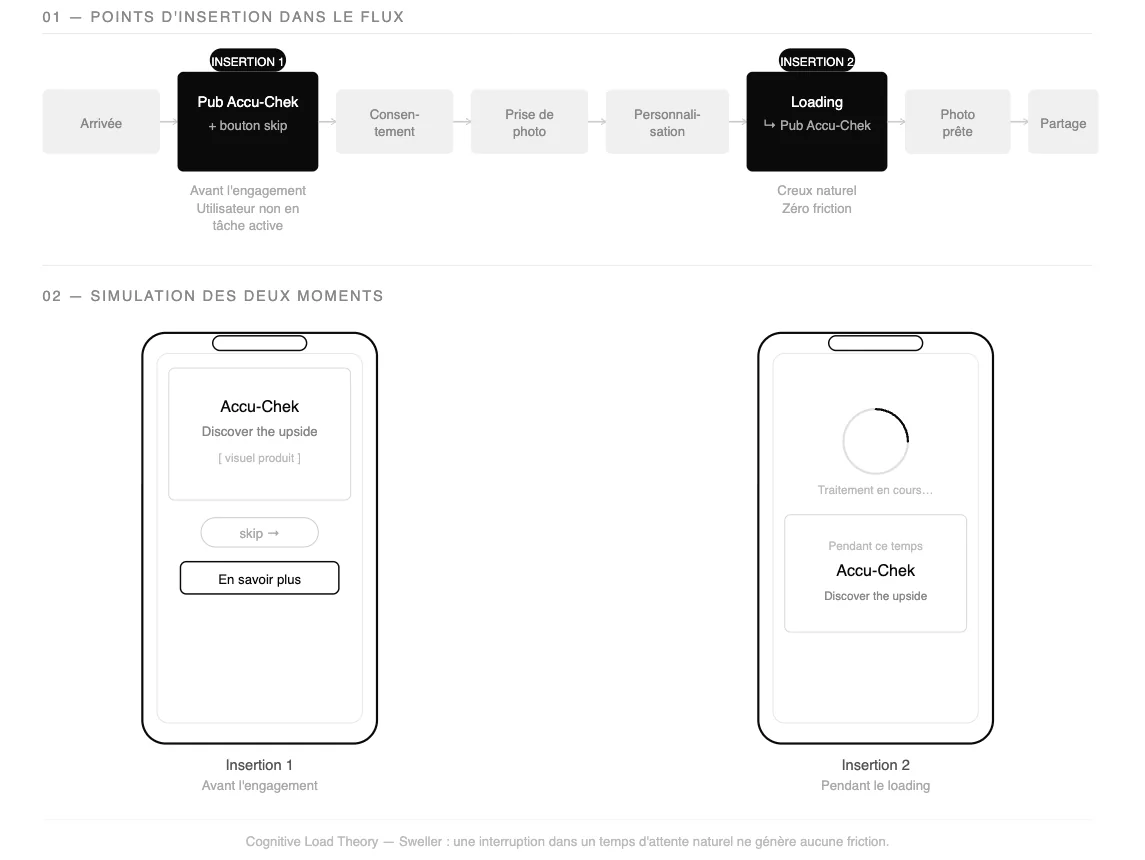 01 — POINTS D'INSERTION DANS LE FLUX
INSERTION 1
INSERTION 2
Arrivée
Pub Accu-Chek
+ bouton skip
Consen-
tement
Prise de
photo
Personnali-
sation
Loading
↳ Pub Accu-Chek
Photo
prête
Partage
Avant l'engagement
Utilisateur non en
tâche active
Creux naturel
Zéro friction
02 — SIMULATION DES DEUX MOMENTS
Accu-Chek
Discover the upside
[ visuel produit ]
skip →
En savoir plus
Traitement en cours...
Pendant ce temps
Accu-Chek
Discover the upside
Insertion 1
Avant l'engagement
Insertion 2
Pendant le loading
Cognitive Load Theory — Sweller : une interruption dans un temps d'attente naturel ne génère aucune friction.